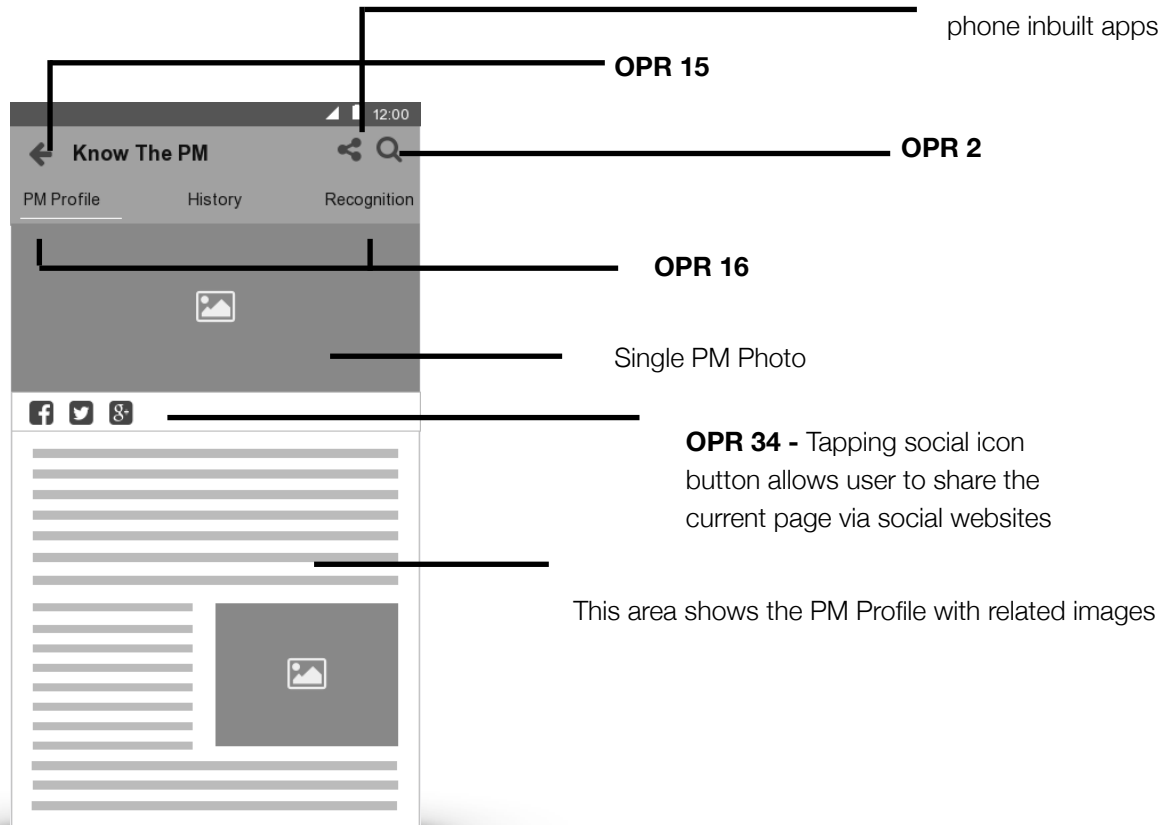 phone inbuilt apps
OPR 15
12:00
Know The PM
OPR 2
PM Profile History Recognition
OPR 16
Single PM Photo
OPR 34 - Tapping social icon
button allows user to share the
current page via social websites
This area shows the PM Profile with related images